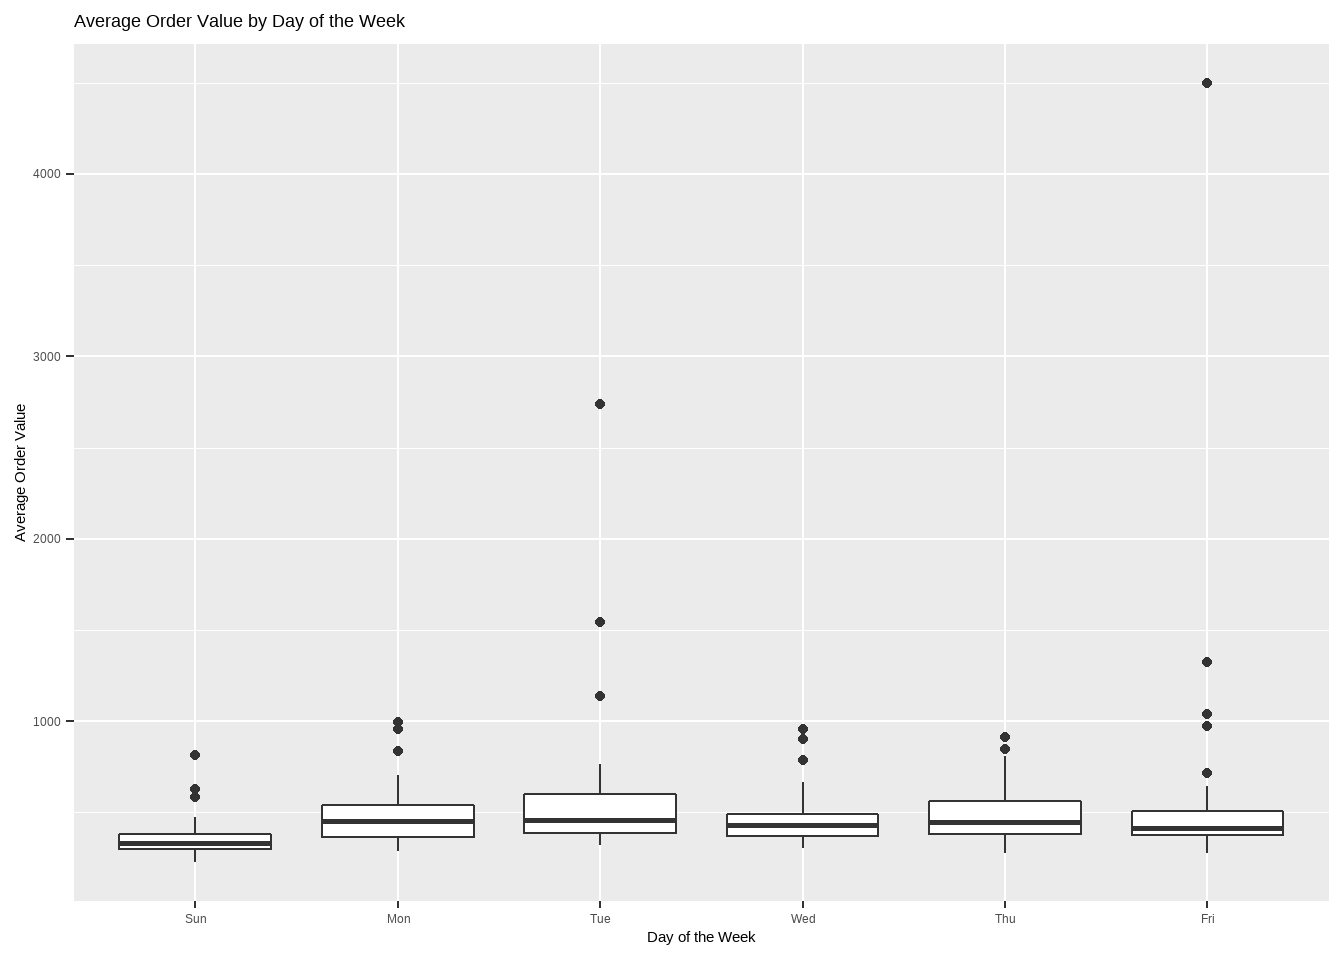 Average Order Value by Day of the Week
Average Order Value
4000
3000
2000
1000
Sun Mon Tue Wed Thu Fri
Day of the Week